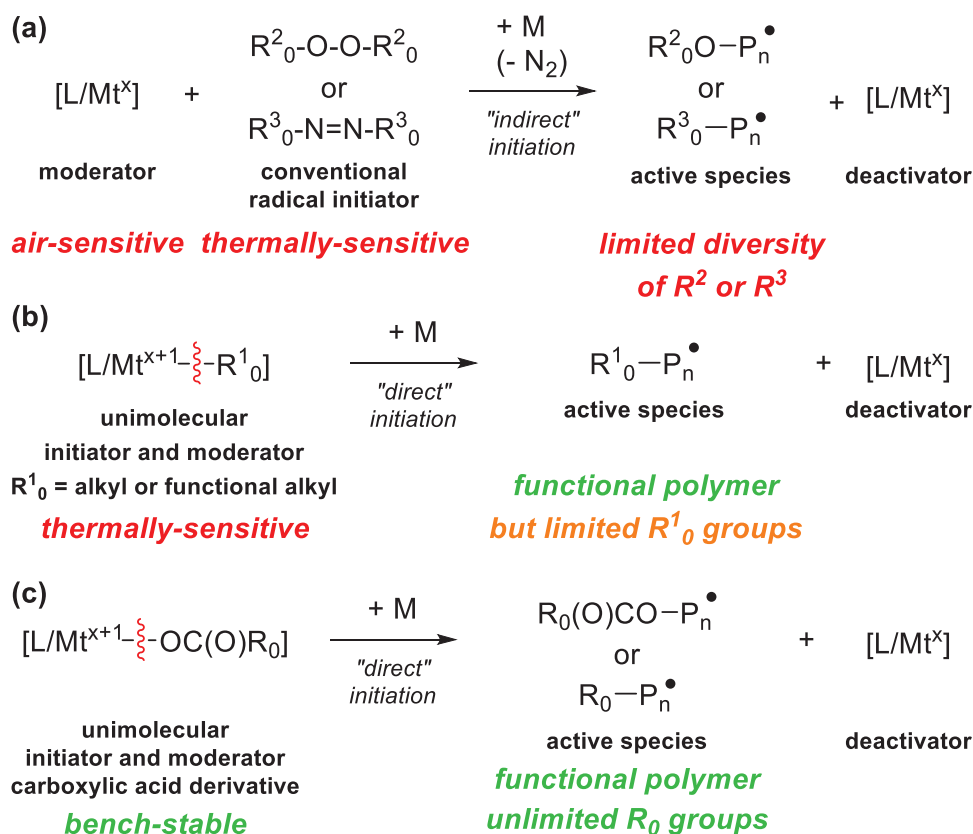 (a)
[L/Mtˣ] + R²₀-O-O-R²₀ or R³₀-N=N-R³₀
+ M
(- N₂)
"indirect"
initiation
R²₀O—Pₙ• or R³₀—Pₙ• + [L/Mtˣ]
moderator
conventional
radical initiator
active species
deactivator
air-sensitive thermally-sensitive
limited diversity
of R² or R³
(b)
[L/Mtˣ⁺¹-R¹₀]
+ M
"direct"
initiation
R¹₀—Pₙ• + [L/Mtˣ]
unimolecular
initiator and moderator
R¹₀ = alkyl or functional alkyl
active species
deactivator
thermally-sensitive
functional polymer
but limited R¹₀ groups
(c)
[L/Mtˣ⁺¹-OC(O)R₀]
+ M
"direct"
initiation
R₀(O)CO—Pₙ•
or
R₀—Pₙ•
+ [L/Mtˣ]
unimolecular
initiator and moderator
carboxylic acid derivative
active species
deactivator
bench-stable
functional polymer
unlimited R₀ groups